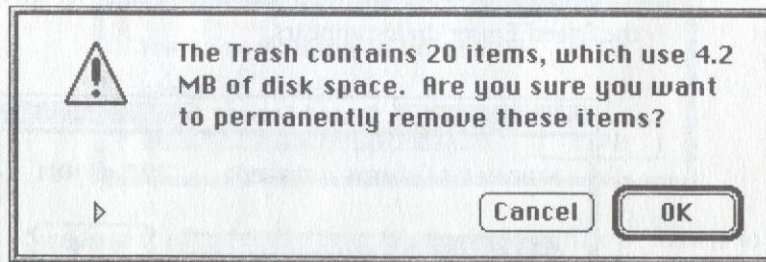 The Trash contains 20 items, which use 4.2
MB of disk space.  Are you sure you want
to permanently remove these items?
Cancel
OK